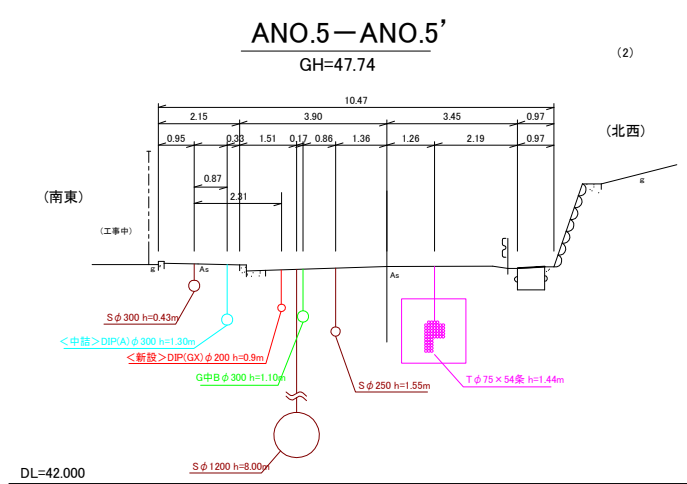 ANO.5－ANO.5’
GH=47.74
(2)
10.47
2.15 3.90 3.45 0.97
(北西)
0.95 0.33 1.51 0.17 0.86 1.36 1.26 2.19 0.97
0.87
g
(南東)
2.31
(工事中)
g As As
Sφ300 h=0.43m
<中詰>DIP(A)φ300 h=1.30m
<新設>DIP(GX)φ200 h=0.9m
G中Bφ300 h=1.10m
Sφ250 h=1.55m
Tφ75×54条 h=1.44m
Sφ1200 h=8.00m
DL=42.000